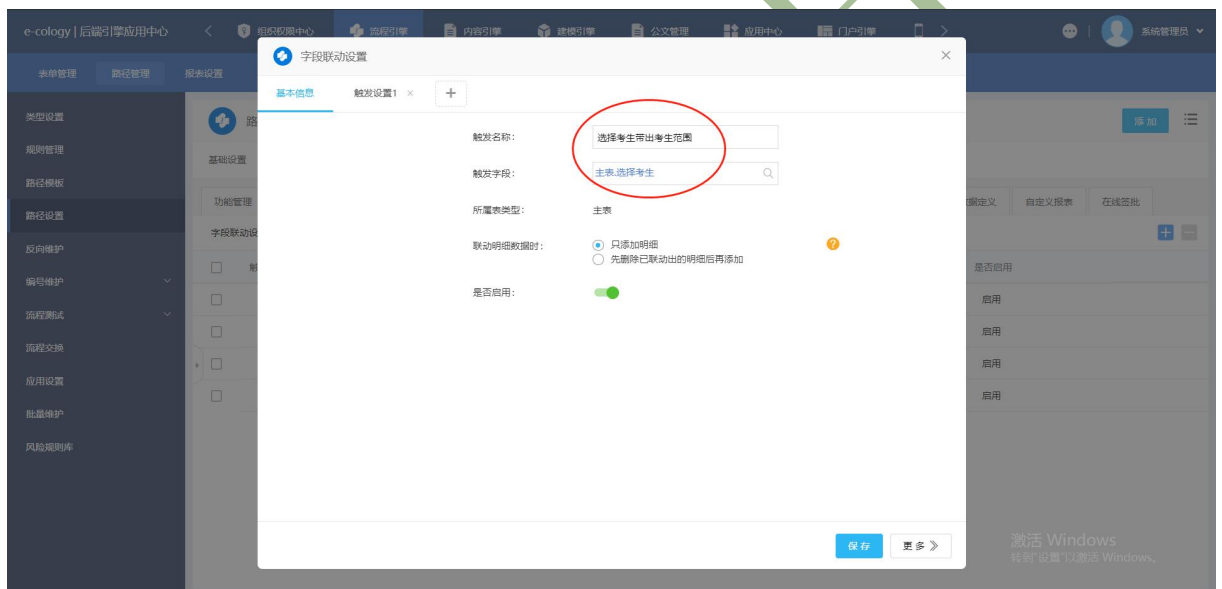 e-cology | 后端引擎应用中心
组织权限中心
流程引擎
内容引擎
建模引擎
公文管理
应用中心
门户引擎
系统管理员
表单管理
路径管理
报表设置
类型设置
规则管理
路径模板
路径设置
反向维护
编号维护
流程测试
流程交换
应用设置
批量维护
风险规则库
路
添加
基础设置
功能管理
数据定义
自定义报表
在线签批
字段联动设
触
是否启用
启用
启用
启用
启用
字段联动设置
基本信息
触发设置1
触发名称:
选择考生带出考生范围
触发字段:
主表.选择考生
所属表类型:
主表
联动明细数据时:
只添加明细
先删除已联动出的明细后再添加
是否启用:
保存
更多
激活 Windows
转到"设置"以激活 Windows。